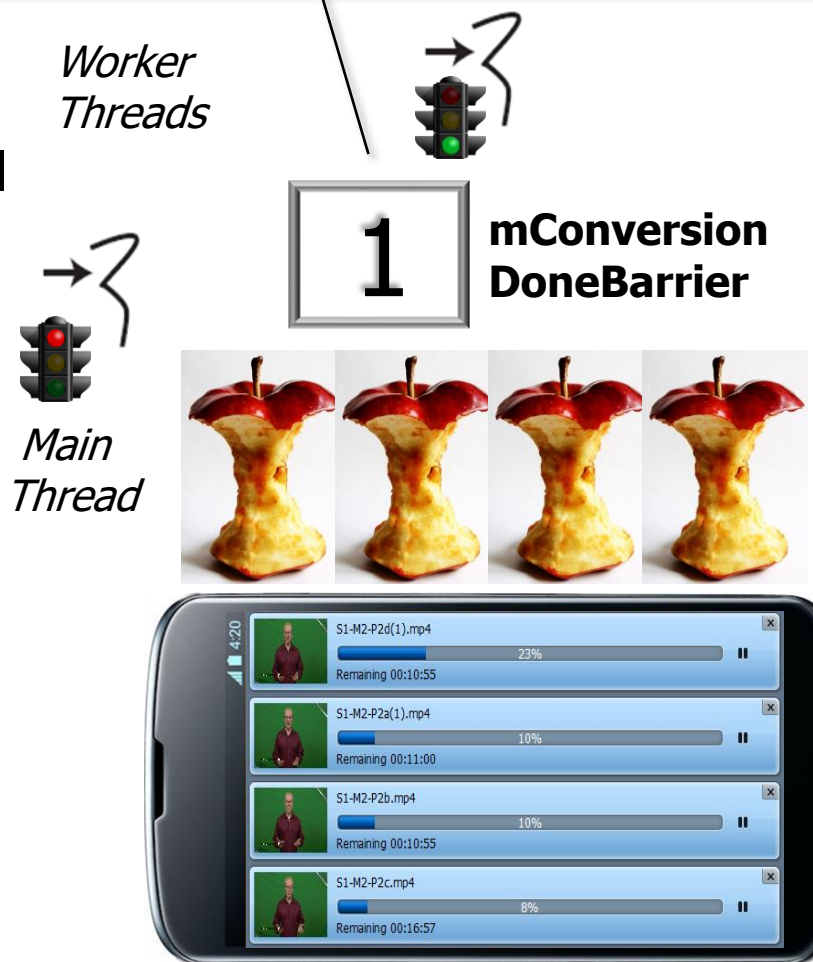 Worker
Threads
1
mConversion
DoneBarrier
Main
Thread
4:20
S1-M2-P2d(1).mp4
x
23%
Remaining 00:10:55
S1-M2-P2a(1).mp4
x
10%
Remaining 00:11:00
S1-M2-P2b.mp4
x
10%
Remaining 00:10:55
S1-M2-P2c.mp4
x
8%
Remaining 00:16:57